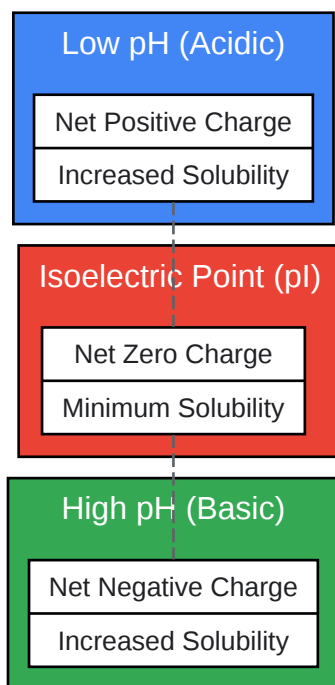 Low pH (Acidic)
Net Positive Charge
Increased Solubility
Isoelectric Point (pI)
Net Zero Charge
Minimum Solubility
High pH (Basic)
Net Negative Charge
Increased Solubility